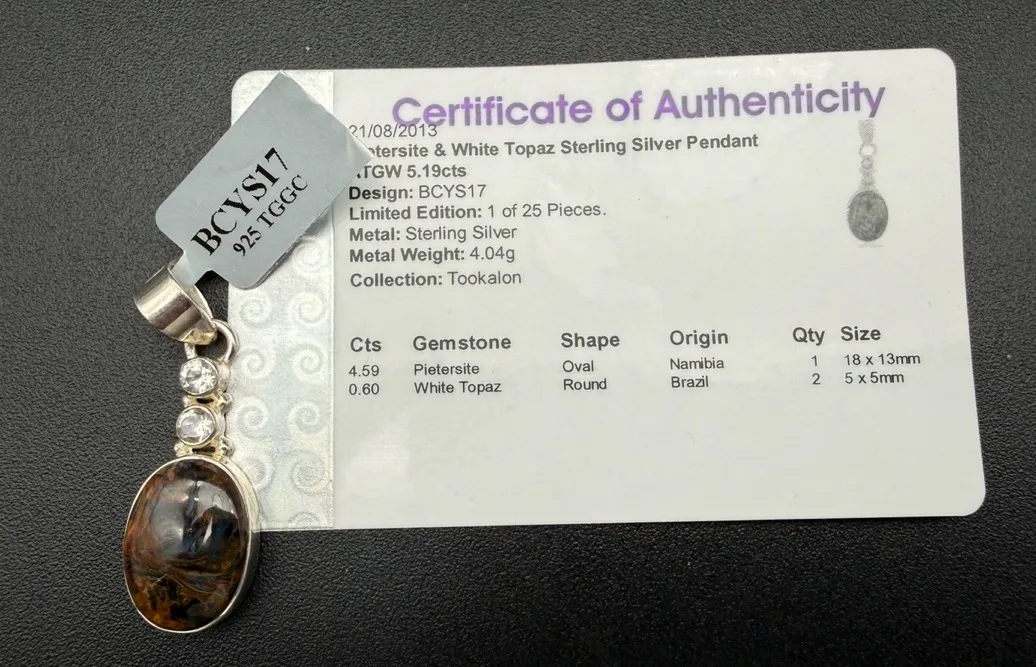 BCYS17
925 TGGC
Certificate of Authenticity
21/08/2013
& White Topaz Sterling Silver Pendant
5.19cts
Design: BCYS17
Limited Edition: 1 of 25 Pieces.
Metal: Sterling Silver
Metal Weight: 4.04g
Collection: Tookalon
Cts Gemstone Shape Origin Qty Size
4.59 Pietersite Oval Namibia 1 18 x 13mm
0.60 White Topaz Round Brazil 2 5 x 5mm